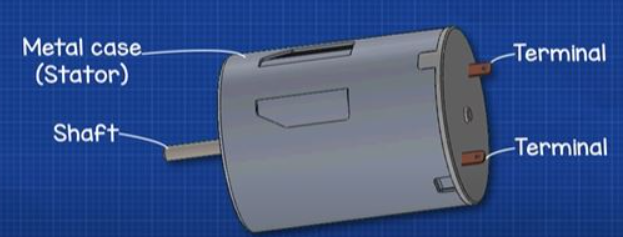 Metal case
(Stator)
Terminal
Shaft
Terminal